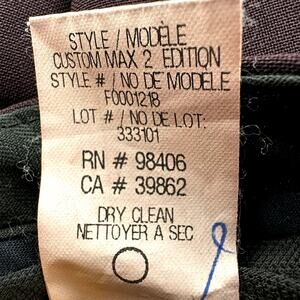 STYLE / MODÈLE
CUSTOM MAX 2 EDITION
STYLE # / NO DE MODELE
F0001218
LOT # / NO DE LOT:
333101
RN # 98406
CA # 39862
DRY CLEAN
NETTOYER A SEC